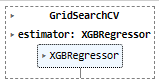 ▸ GridSearchCV
▸ estimator: XGBRegressor
▸ XGBRegressor